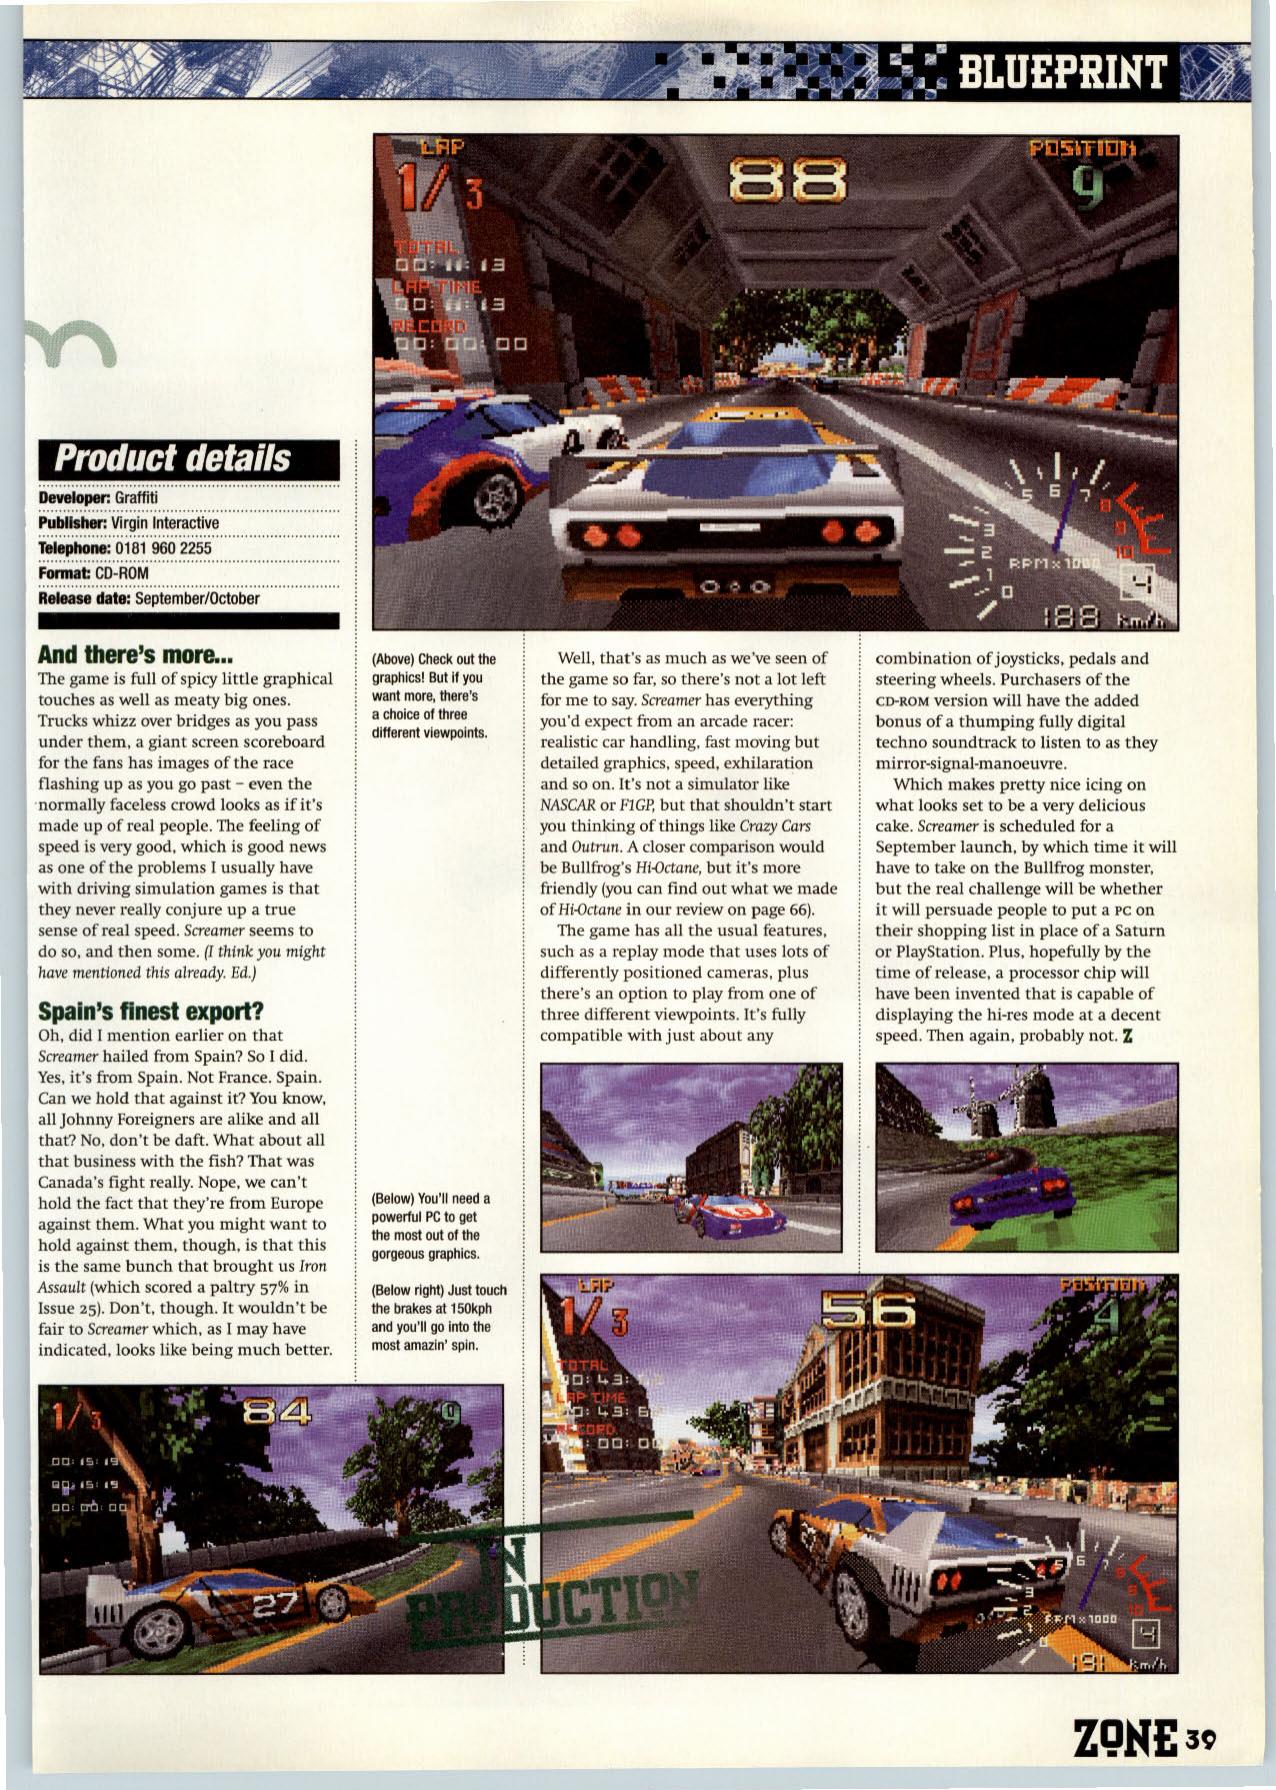 BLUEPRINT
LAP
1/3
88
POSITION
9
TOTAL
00:11:13
LAP TIME
00:11:13
RECORD
00:00:00
5 6 7 8
3 9
2 10
RPM x 1000
1
0
4
188 km/h
m
Product details
Developer: Graffiti
Publisher: Virgin Interactive
Telephone: 0181 960 2255
Format: CD-ROM
Release date: September/October
And there's more...
The game is full of spicy little graphical
touches as well as meaty big ones.
Trucks whizz over bridges as you pass
under them, a giant screen scoreboard
for the fans has images of the race
flashing up as you go past – even the
normally faceless crowd looks as if it's
made up of real people. The feeling of
speed is very good, which is good news
as one of the problems I usually have
with driving simulation games is that
they never really conjure up a true
sense of real speed. Screamer seems to
do so, and then some. (I think you might
have mentioned this already. Ed.)
Spain's finest export?
Oh, did I mention earlier on that
Screamer hailed from Spain? So I did.
Yes, it's from Spain. Not France. Spain.
Can we hold that against it? You know,
all Johnny Foreigners are alike and all
that? No, don't be daft. What about all
that business with the fish? That was
Canada's fight really. Nope, we can't
hold the fact that they're from Europe
against them. What you might want to
hold against them, though, is that this
is the same bunch that brought us Iron
Assault (which scored a paltry 57% in
Issue 25). Don't, though. It wouldn't be
fair to Screamer which, as I may have
indicated, looks like being much better.
(Above) Check out the
graphics! But if you
want more, there's
a choice of three
different viewpoints.
(Below) You'll need a
powerful PC to get
the most out of the
gorgeous graphics.
(Below right) Just touch
the brakes at 150kph
and you'll go into the
most amazin' spin.
Well, that's as much as we've seen of
the game so far, so there's not a lot left
for me to say. Screamer has everything
you'd expect from an arcade racer:
realistic car handling, fast moving but
detailed graphics, speed, exhilaration
and so on. It's not a simulator like
NASCAR or F1GP, but that shouldn't start
you thinking of things like Crazy Cars
and Outrun. A closer comparison would
be Bullfrog's Hi-Octane, but it's more
friendly (you can find out what we made
of Hi-Octane in our review on page 66).
The game has all the usual features,
such as a replay mode that uses lots of
differently positioned cameras, plus
there's an option to play from one of
three different viewpoints. It's fully
compatible with just about any
combination of joysticks, pedals and
steering wheels. Purchasers of the
CD-ROM version will have the added
bonus of a thumping fully digital
techno soundtrack to listen to as they
mirror-signal-manoeuvre.
Which makes pretty nice icing on
what looks set to be a very delicious
cake. Screamer is scheduled for a
September launch, by which time it will
have to take on the Bullfrog monster,
but the real challenge will be whether
it will persuade people to put a PC on
their shopping list in place of a Saturn
or PlayStation. Plus, hopefully by the
time of release, a processor chip will
have been invented that is capable of
displaying the hi-res mode at a decent
speed. Then again, probably not. Z
1/3
84
9
00:15:19
00:15:19
00:00:00
27
IN
PRODUCTION
LAP
1/3
56
POSITION
4
TOTAL
LAP TIME
RPM x 1000
4
191 km/h
ZONE 39